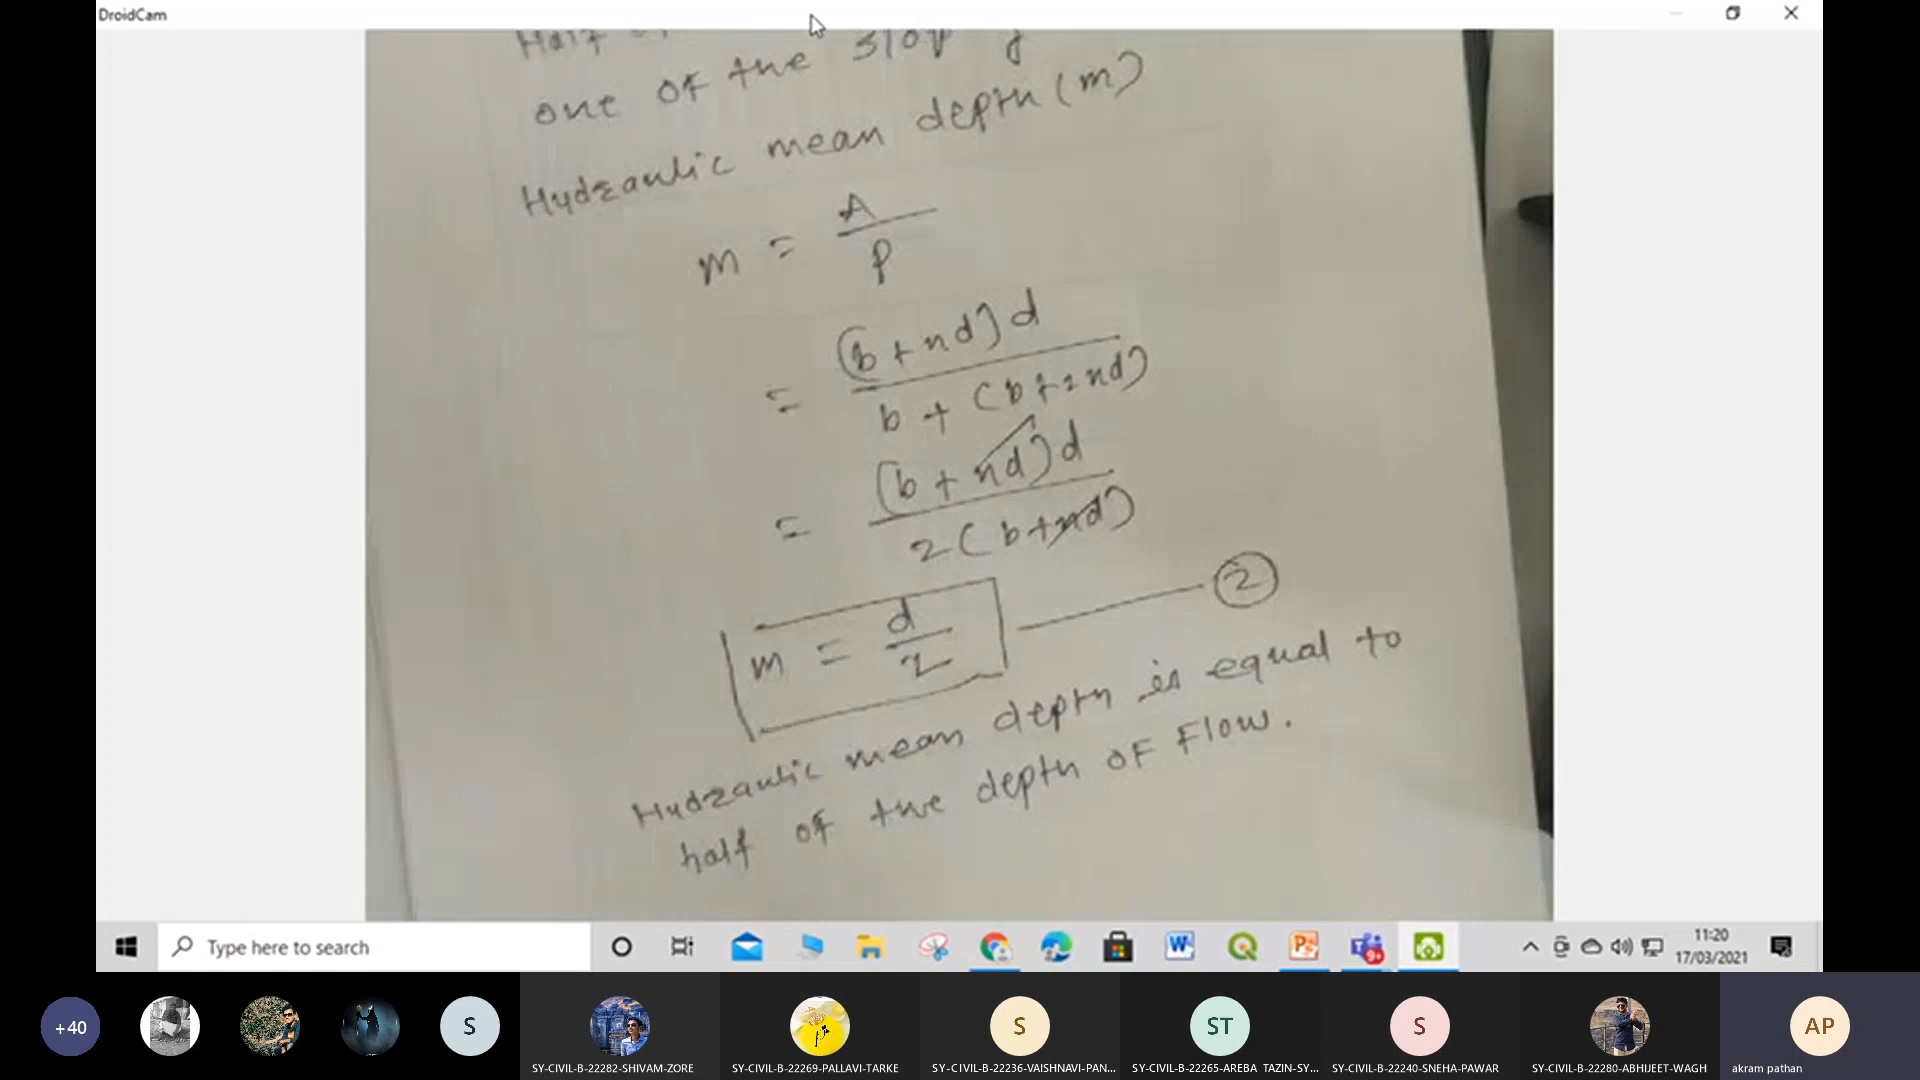 DroidCam
Half
one of the slop
Hydraulic mean depth (m)
m = A / P
= (b + nd) d / b + (b + 2nd)
= (b + nd) d / 2 (b + nd)
m = d / 2 ② 
Hydraulic mean depth is equal to
half of the depth of flow.
Type here to search
9+
11:20
17/03/2021
+40
S
S
ST
S
AP
SY-CIVIL-B-22282-SHIVAM-ZORE
SY-CIVIL-B-22269-PALLAVI-TARKE
SY-CIVIL-B-22236-VAISHNAVI-PAN...
SY-CIVIL-B-22265-AREBA TAZIN-SY...
SY-CIVIL-B-22240-SNEHA-PAWAR
SY-CIVIL-B-22280-ABHIJEET-WAGH
akram pathan